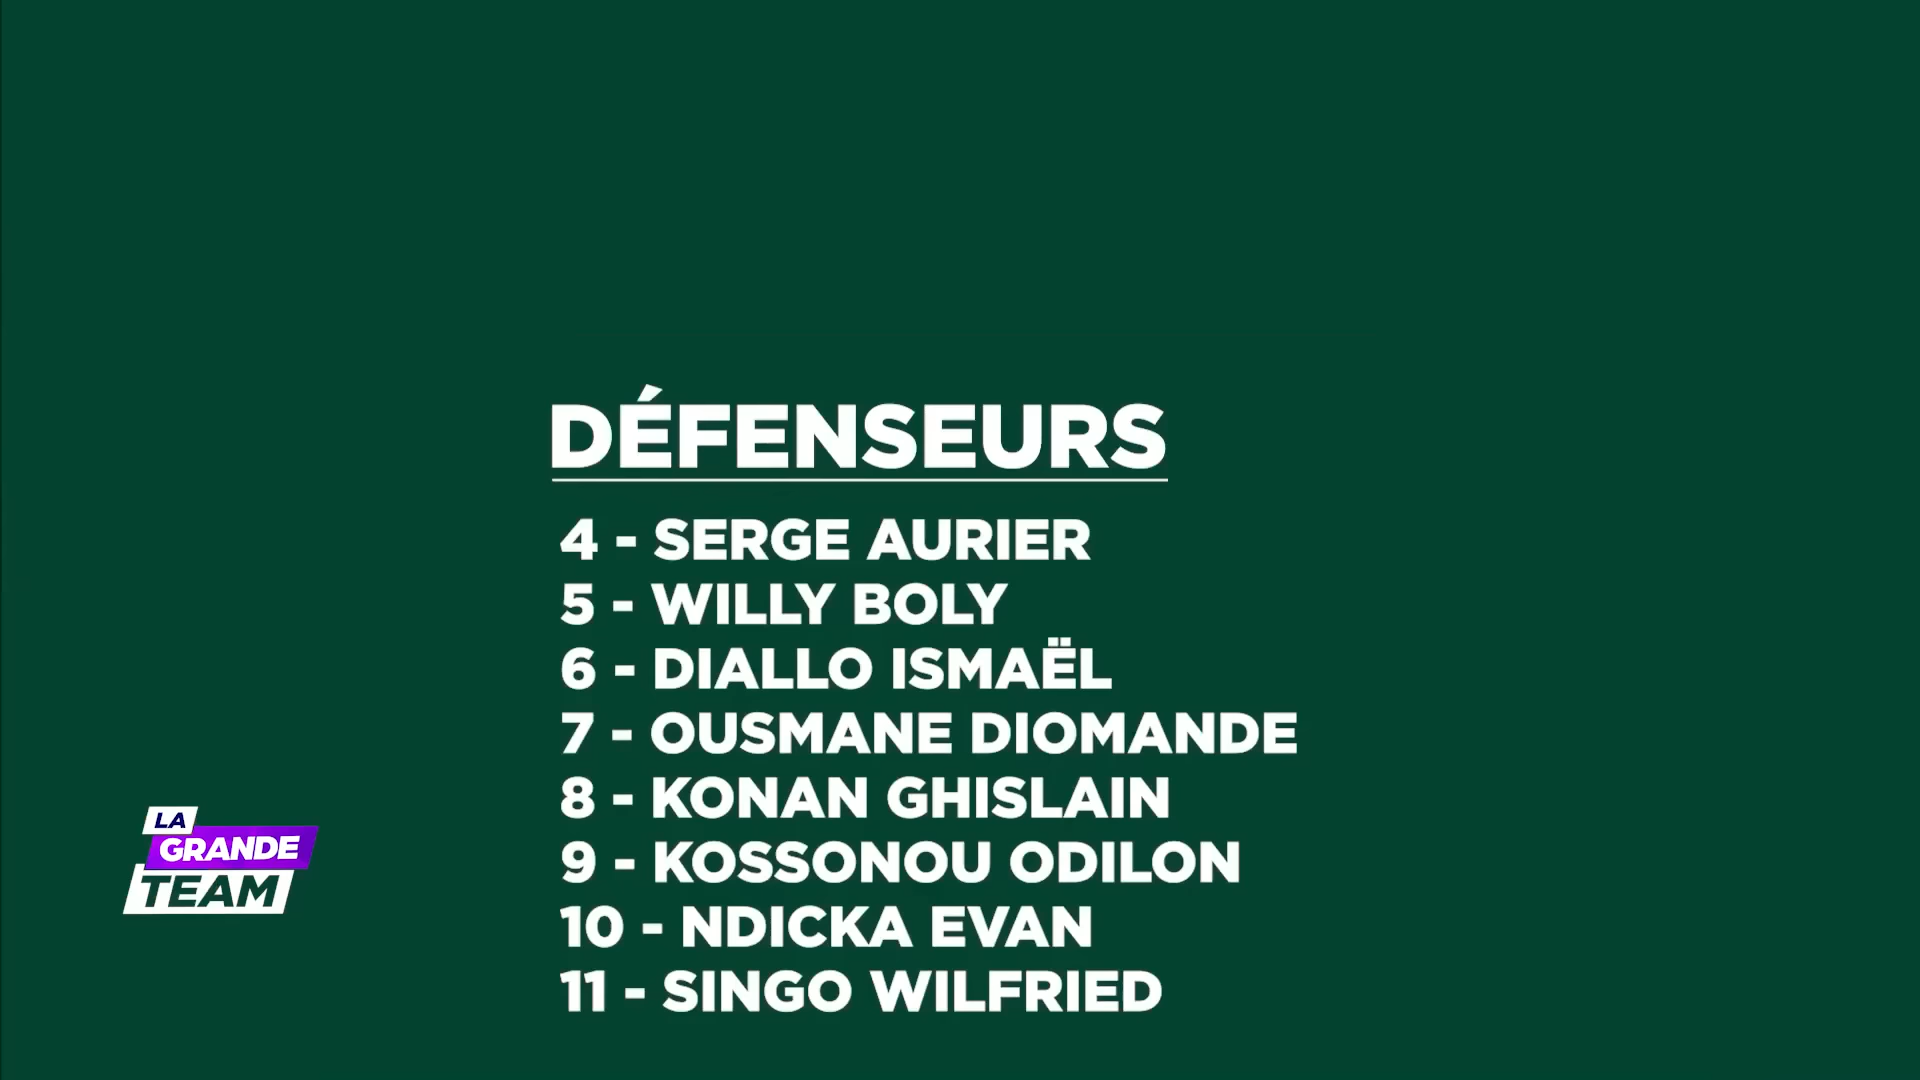 DÉFENSEURS
4 - SERGE AURIER
5 - WILLY BOLY
6 - DIALLO ISMAËL
7 - OUSMANE DIOMANDE
8 - KONAN GHISLAIN
9 - KOSSONOU ODILON
10 - NDICKA EVAN
11 - SINGO WILFRIED
LA
GRANDE
TEAM